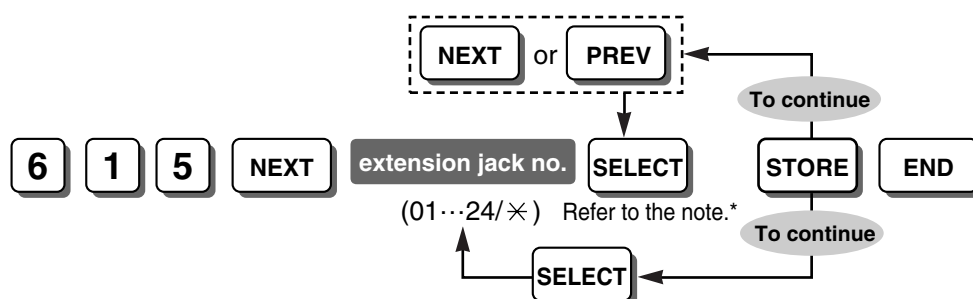 NEXT or PREV
To continue
6 1 5 NEXT extension jack no. SELECT STORE END
(01···24/✳) Refer to the note.*
To continue
SELECT